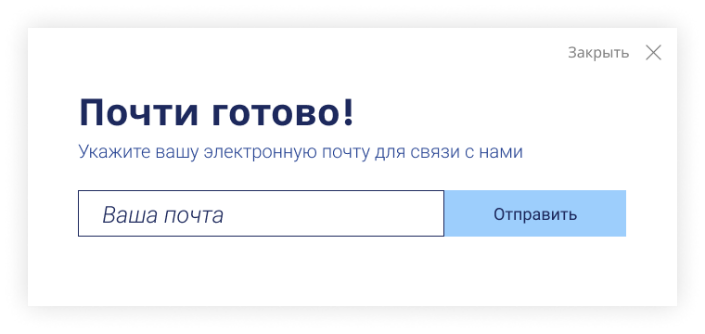 Закрыть
Почти готово!
Укажите вашу электронную почту для связи с нами
Ваша почта
Отправить